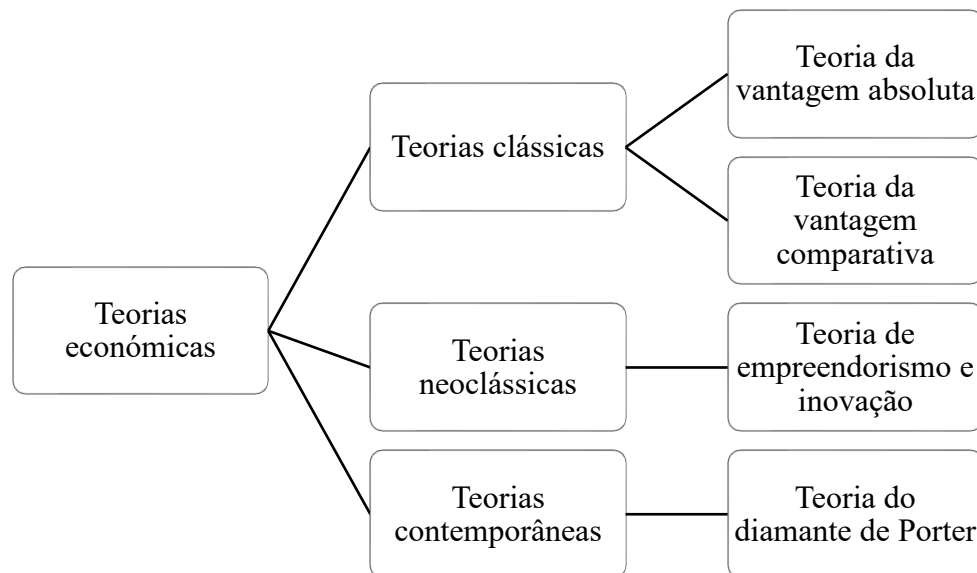 Teorias
económicas
Teorias clássicas
Teoria da
vantagem absoluta
Teoria da
vantagem
comparativa
Teorias
neoclássicas
Teoria de
empreendorismo e
inovação
Teorias
contemporâneas
Teoria do
diamante de Porter